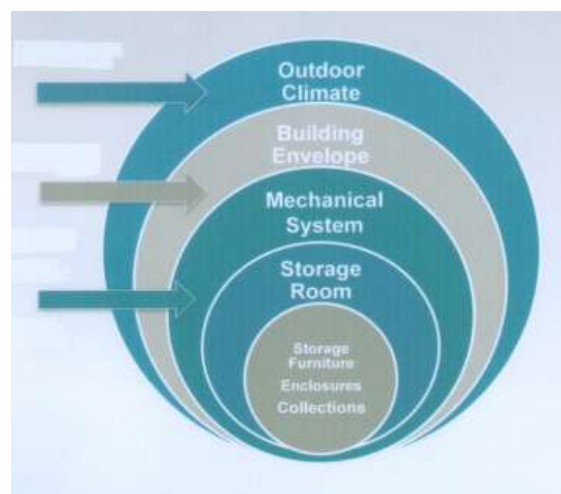 Outdoor
Climate
Building
Envelope
Mechanical
System
Storage
Room
Storage
Furniture
Enclosures
Collections